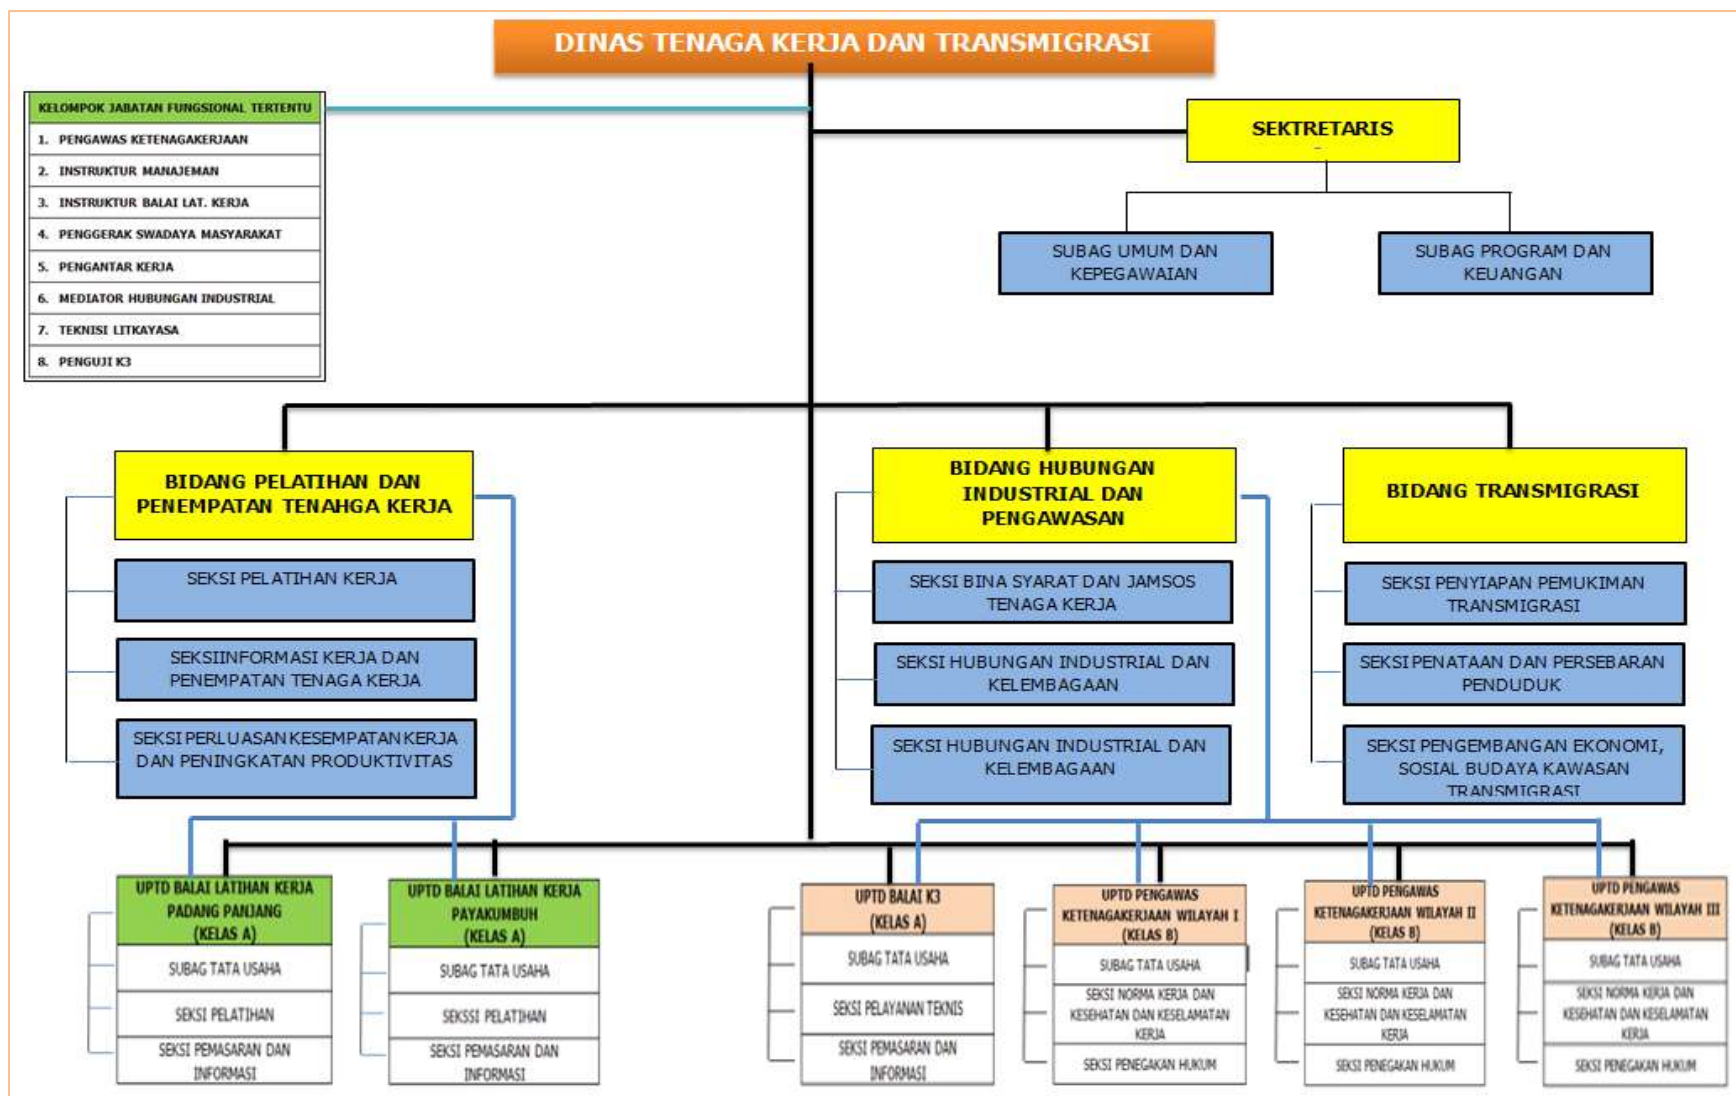 DINAS TENAGA KERJA DAN TRANSMIGRASI
KELOMPOK JABATAN FUNGSIONAL TERTENTU
1. PENGAWAS KETENAGAKERJAAN
2. INSTRUKTUR MANAJEMAN
3. INSTRUKTUR BALAI LAT. KERJA
4. PENGGERAK SWADAYA MASYARAKAT
5. PENGANTAR KERJA
6. MEDIATOR HUBUNGAN INDUSTRIAL
7. TEKNISI LITKAYASA
8. PENGUJI K3
SEKTRETARIS
–
SUBAG UMUM DAN
KEPEGAWAIAN
SUBAG PROGRAM DAN
KEUANGAN
BIDANG PELATIHAN DAN
PENEMPATAN TENAHGA KERJA
SEKSI PELATIHAN KERJA
SEKSIINFORMASI KERJA DAN
PENEMPATAN TENAGA KERJA
SEKSI PERLUASAN KESEMPATAN KERJA
DAN PENINGKATAN PRODUKTIVITAS
BIDANG HUBUNGAN
INDUSTRIAL DAN
PENGAWASAN
SEKSI BINA SYARAT DAN JAMSOS
TENAGA KERJA
SEKSI HUBUNGAN INDUSTRIAL DAN
KELEMBAGAAN
SEKSI HUBUNGAN INDUSTRIAL DAN
KELEMBAGAAN
BIDANG TRANSMIGRASI
SEKSI PENYIAPAN PEMUKIMAN
TRANSMIGRASI
SEKSI PENATAAN DAN PERSEBARAN
PENDUDUK
SEKSI PENGEMBANGAN EKONOMI,
SOSIAL BUDAYA KAWASAN
TRANSMIGRASI
UPTD BALAI LATIHAN KERJA
PADANG PANJANG
(KELAS A)
SUBAG TATA USAHA
SEKSI PELATIHAN
SEKSI PEMASARAN DAN
INFORMASI
UPTD BALAI LATIHAN KERJA
PAYAKUMBUH
(KELAS A)
SUBAG TATA USAHA
SEKSSI PELATIHAN
SEKSI PEMASARAN DAN
INFORMASI
UPTD BALAI K3
(KELAS A)
SUBAG TATA USAHA
SEKSI PELAYANAN TEKNIS
SEKSI PEMASARAN DAN
INFORMASI
UPTD PENGAWAS
KETENAGAKERJAAN WILAYAH I
(KELAS B)
SUBAG TATA USAHA
SEKSI NORMA KERJA DAN
KESEHATAN DAN KESELAMATAN
KERJA
SEKSI PENEGAKAN HUKUM
UPTD PENGAWAS
KETENAGAKERJAAN WILAYAH II
(KELAS B)
SUBAG TATA USAHA
SEKSI NORMA KERJA DAN
KESEHATAN DAN KESELAMATAN
KERJA
SEKSI PENEGAKAN HUKUM
UPTD PENGAWAS
KETENAGAKERJAAN WILAYAH III
(KELAS B)
SUBAG TATA USAHA
SEKSI NORMA KERJA DAN
KESEHATAN DAN KESELAMATAN
KERJA
SEKSI PENEGAKAN HUKUM